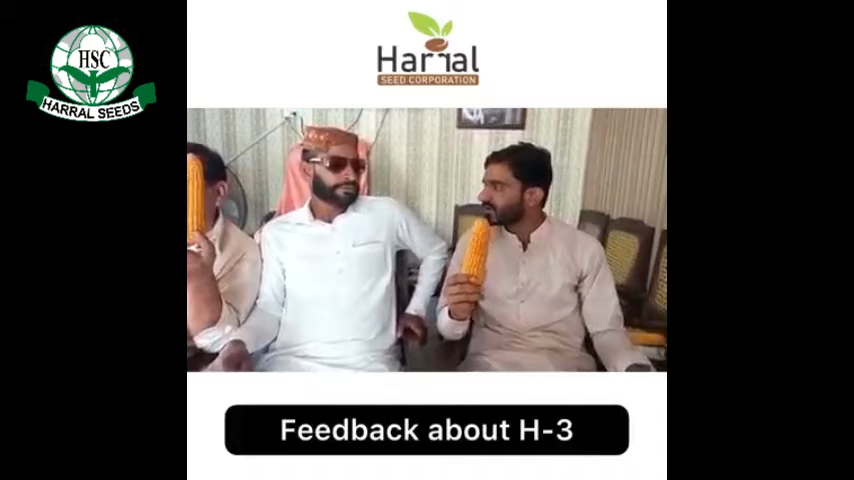 HSC
HARRAL SEEDS
Harral
SEED CORPORATION
Feedback about H-3